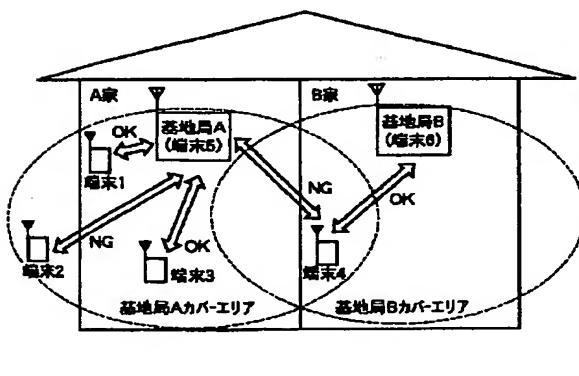 A家
B家
基地局A
(端末5)
基地局B
(端末6)
OK
端末1
NG
OK
端末2
NG
OK
端末3
端末4
基地局Aカバーエリア
基地局Bカバーエリア